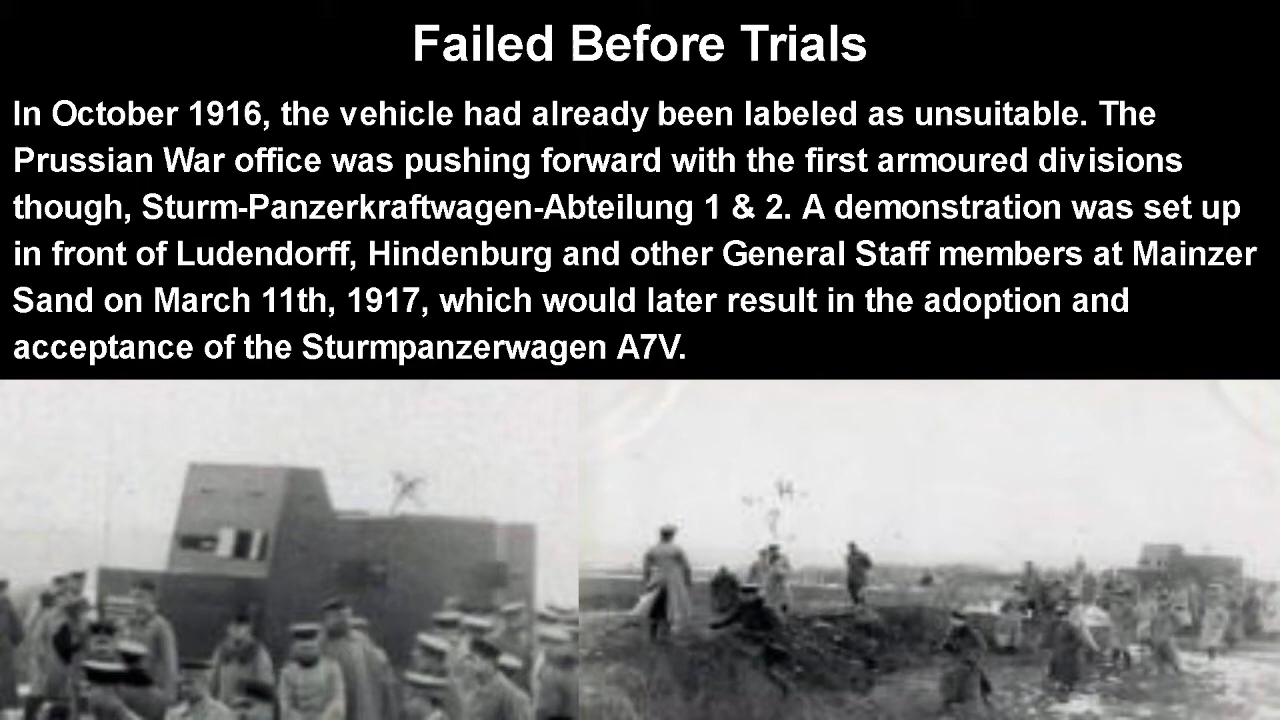 Failed Before Trials
In October 1916, the vehicle had already been labeled as unsuitable. The
Prussian War office was pushing forward with the first armoured divisions
though, Sturm-Panzerkraftwagen-Abteilung 1 & 2. A demonstration was set up
in front of Ludendorff, Hindenburg and other General Staff members at Mainzer
Sand on March 11th, 1917, which would later result in the adoption and
acceptance of the Sturmpanzerwagen A7V.